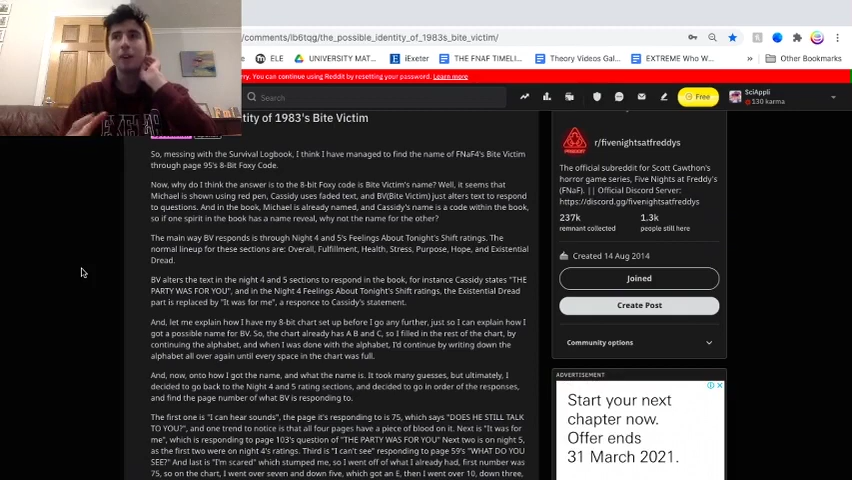 /comments/lb6tqg/the_possible_identity_of_1983s_bite_victim/
ELE
UNIVERSITY MAT...
iExeter
THE FNAF TIMELI...
Theory Videos Gal...
EXTREME Who W...
»
Other Bookmarks
ry. You can continue using Reddit by resetting your password. Learn more
Search
Free
SciAppli
130 karma
ntity of 1983's Bite Victim
So, messing with the Survival Logbook, I think I have managed to find the name of FNaF4's Bite Victim
through page 95's 8-Bit Foxy Code.
Now, why do I think the answer is to the 8-bit Foxy code is Bite Victim's name? Well, it seems that
Michael is shown using red pen, Cassidy uses faded text, and BV(Bite Victim) just alters text to respond
to questions. And in the book, Michael is already named, and Cassidy's name is a code within the book,
so if one spirit in the book has a name reveal, why not the name for the other?
The main way BV responds is through Night 4 and 5's Feelings About Tonight's Shift ratings. The
normal lineup for these sections are: Overall, Fulfillment, Health, Stress, Purpose, Hope, and Existential
Dread.
BV alters the text in the night 4 and 5 sections to respond in the book, for instance Cassidy states "THE
PARTY WAS FOR YOU", and in the Night 4 Feelings About Tonight's Shift ratings, the Existential Dread
part is replaced by "It was for me", a responce to Cassidy's statement.
And, let me explain how I have my 8-bit chart set up before I go any further, just so I can explain how I
got a possible name for BV. So, the chart already has A B and C, so I filled in the rest of the chart, by
continuing the alphabet, and when I was done with the alphabet, I'd continue by writing down the
alphabet all over again until every space in the chart was full.
And, now, onto how I got the name, and what the name is. It took many guesses, but ultimately, I
decided to go back to the Night 4 and 5 rating sections, and decided to go in order of the responses,
and find the page number of what BV is responding to.
The first one is "I can hear sounds", the page it's responding to is 75, which says "DOES HE STILL TALK
TO YOU?", and one trend to notice is that all four pages have a piece of blood on it. Next is "It was for
me", which is responding to page 103's question of "THE PARTY WAS FOR YOU" Next two is on night 5,
as the first two were on night 4's ratings. Third is "I can't see" responding to page 59's "WHAT DO YOU
SEE?" And last is "I'm scared" which stumped me, so I went off of what I already had, first number was
75, so on the chart, I went over seven and down five, which got an E, then I went over 10, down three,
r/fivenightsatfreddys
The official subreddit for Scott Cawthon's
horror game series, Five Nights at Freddy's
(FNaF). || Official Discord Server:
https://discord.gg/fivenightsatfreddys
237k
1.3k
remnant collected
people still here
Created 14 Aug 2014
Joined
Create Post
Community options
ADVERTISEMENT
Start your next
chapter now.
Offer ends
31 March 2021.